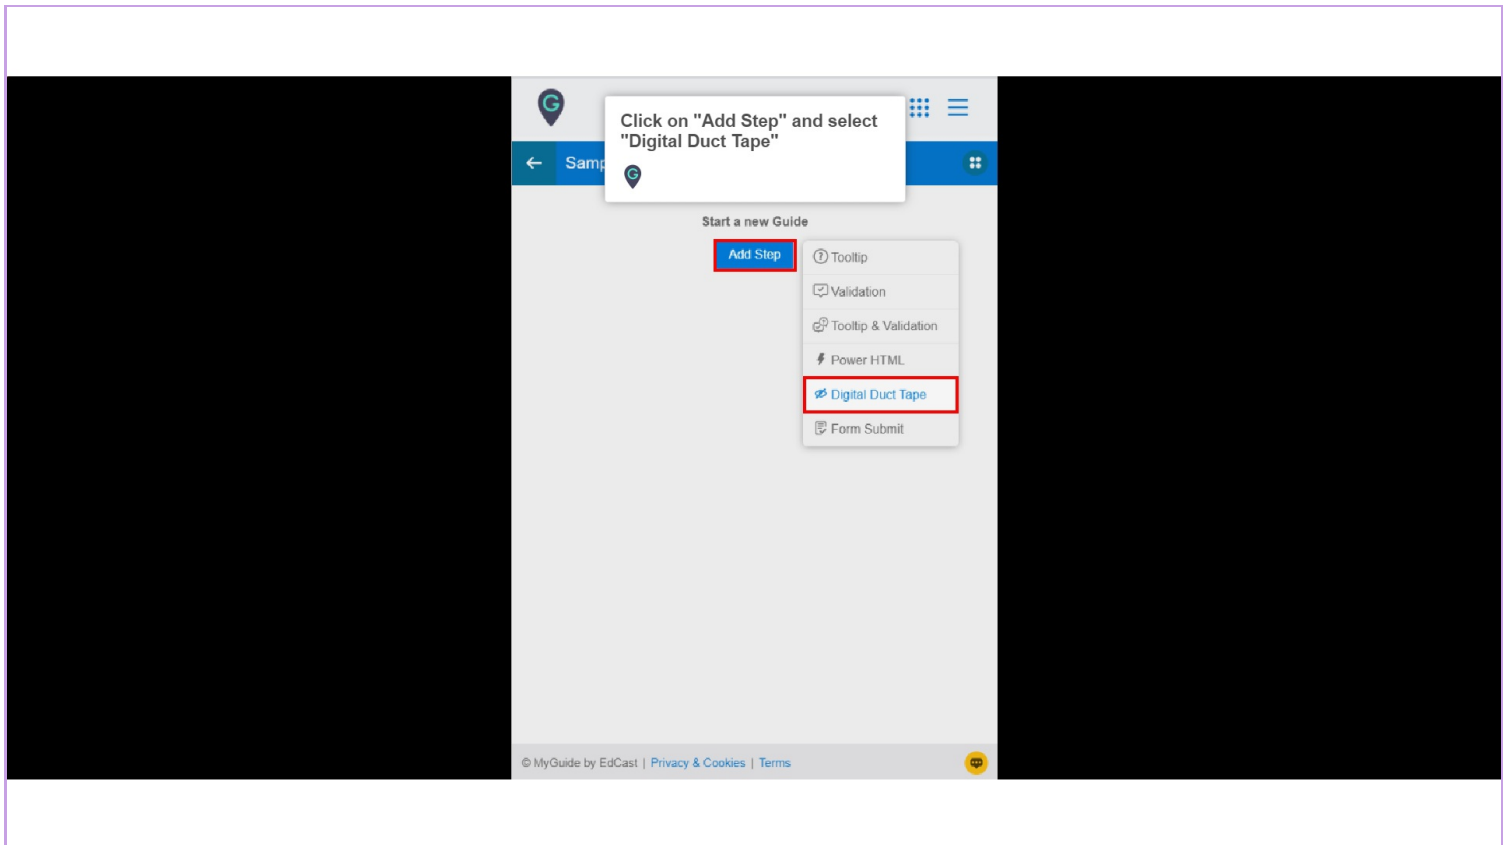 G
Click on "Add Step" and select
"Digital Duct Tape"
G
Start a new Guide
Add Step
Tooltip
Validation
Tooltip & Validation
Power HTML
Digital Duct Tape
Form Submit
© MyGuide by EdCast | Privacy & Cookies | Terms